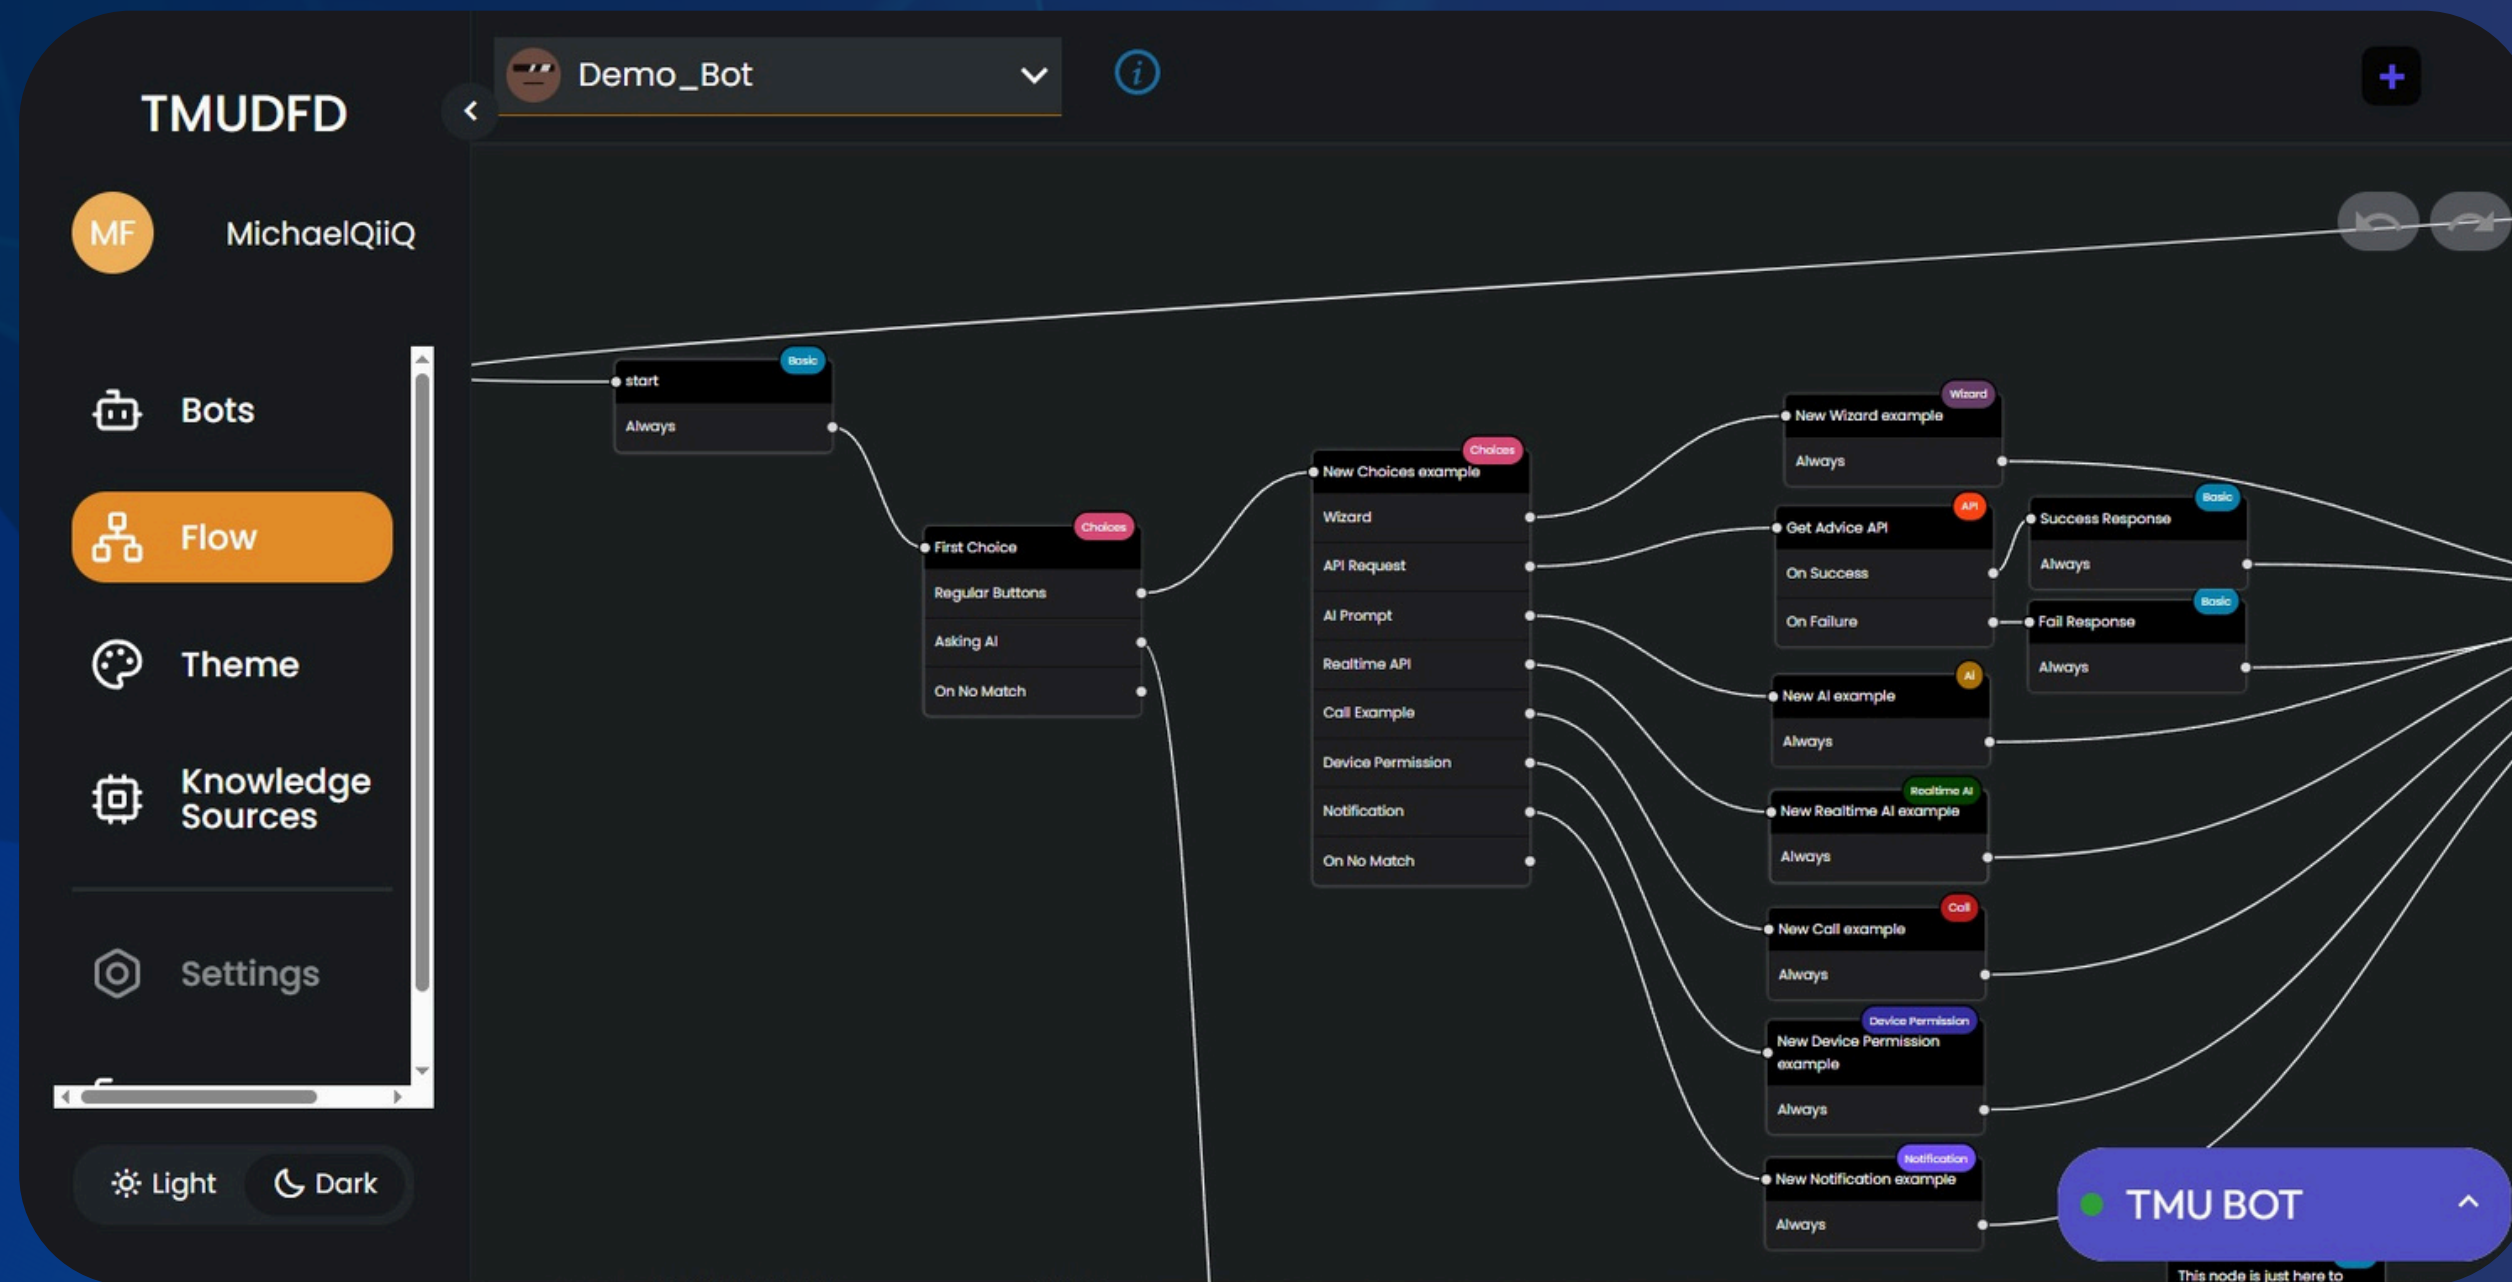 TMUDFD
Demo_Bot
i
+
MF
MichaelQiiQ
Bots
Flow
Theme
Knowledge
Sources
Settings
Light
Dark
Basic
start
Always
Choices
First Choice
Regular Buttons
Asking AI
On No Match
Choices
New Choices example
Wizard
API Request
AI Prompt
Realtime API
Call Example
Device Permission
Notification
On No Match
Wizard
New Wizard example
Always
API
Get Advice API
On Success
On Failure
Basic
Success Response
Always
Basic
Fail Response
Always
AI
New AI example
Always
Realtime AI
New Realtime AI example
Always
Call
New Call example
Always
Device Permission
New Device Permission
example
Always
Notification
New Notification example
Always
TMU BOT
This node is just here to